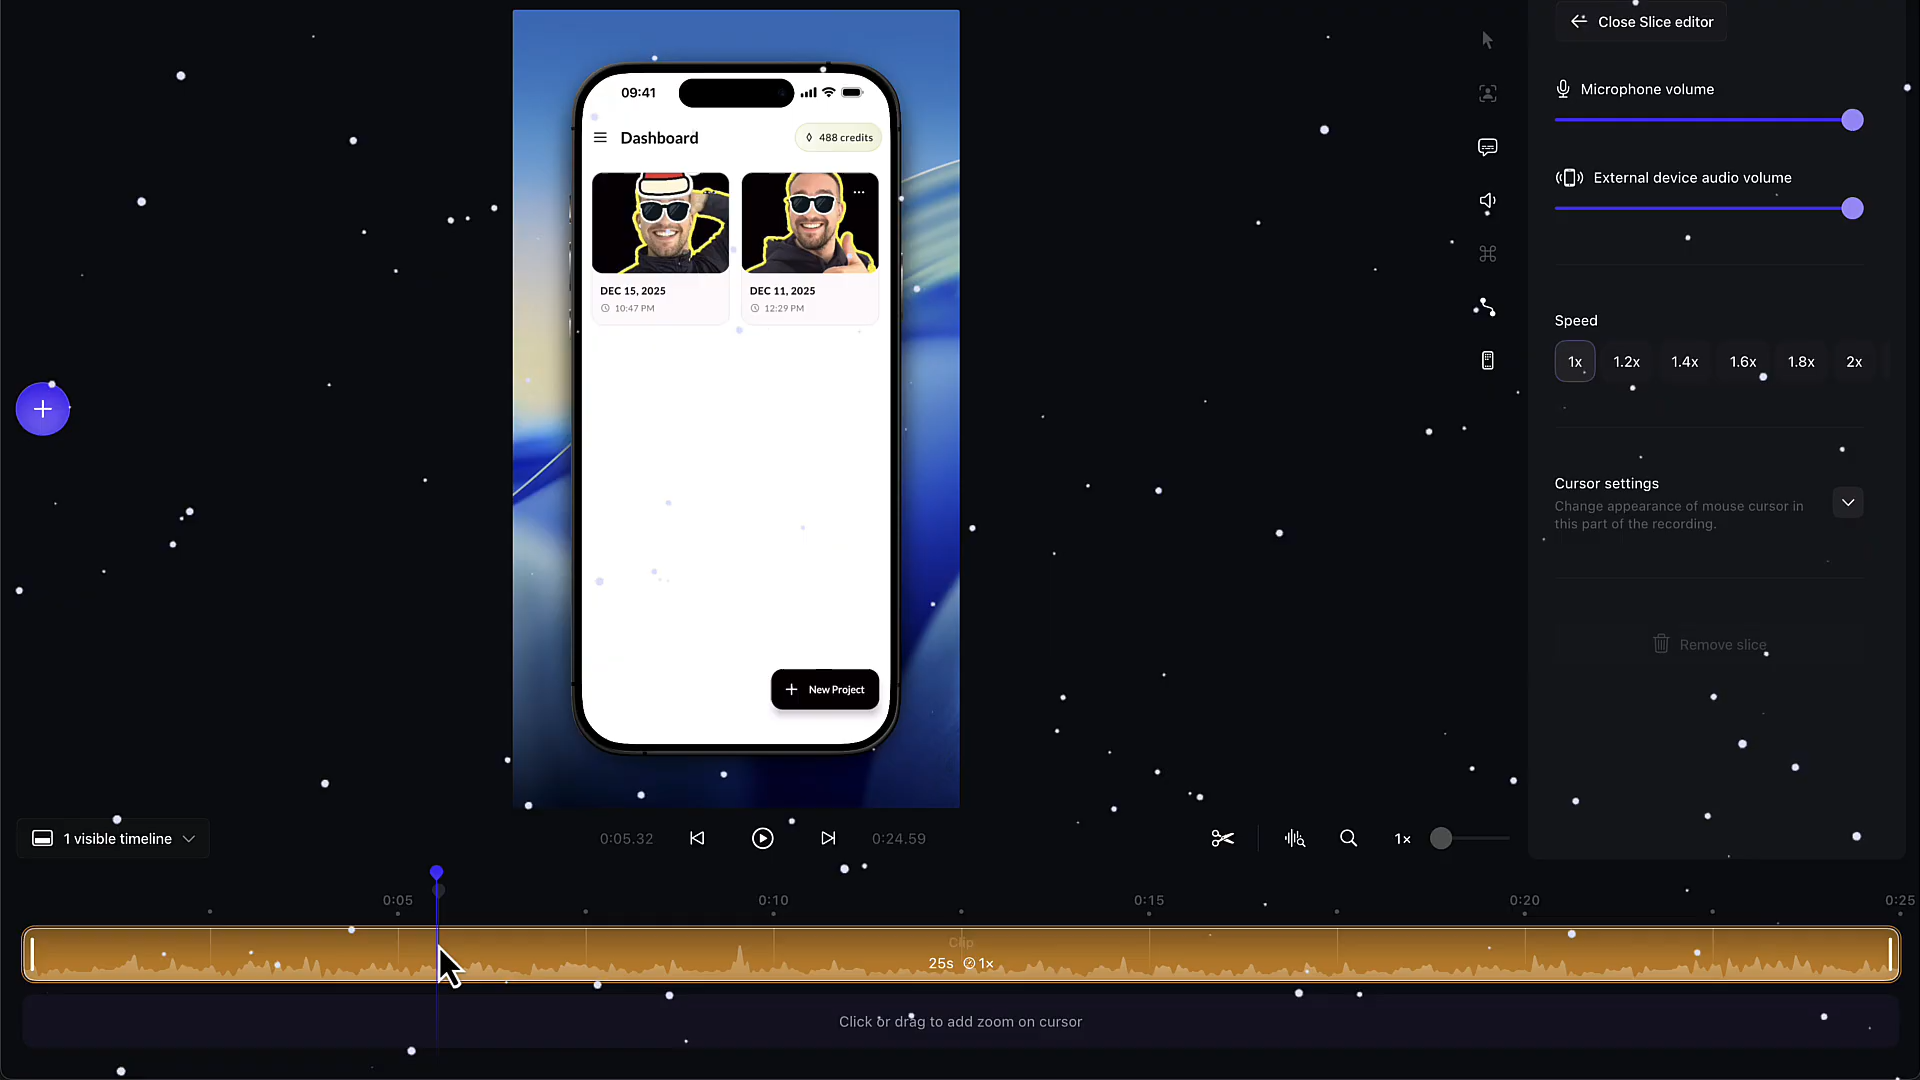 Close Slice editor
Microphone volume
External device audio volume
Speed
1x 1.2x 1.4x 1.6x 1.8x 2x
Cursor settings
Change appearance of mouse cursor in
this part of the recording.
Remove slice
09:41
Dashboard
488 credits
DEC 15, 2025
10:47 PM
DEC 11, 2025
12:29 PM
New Project
1 visible timeline
0:05.32
0:24.59
1×
0:05 0:10 0:15 0:20 0:25
Clip
25s 1x
Click or drag to add zoom on cursor